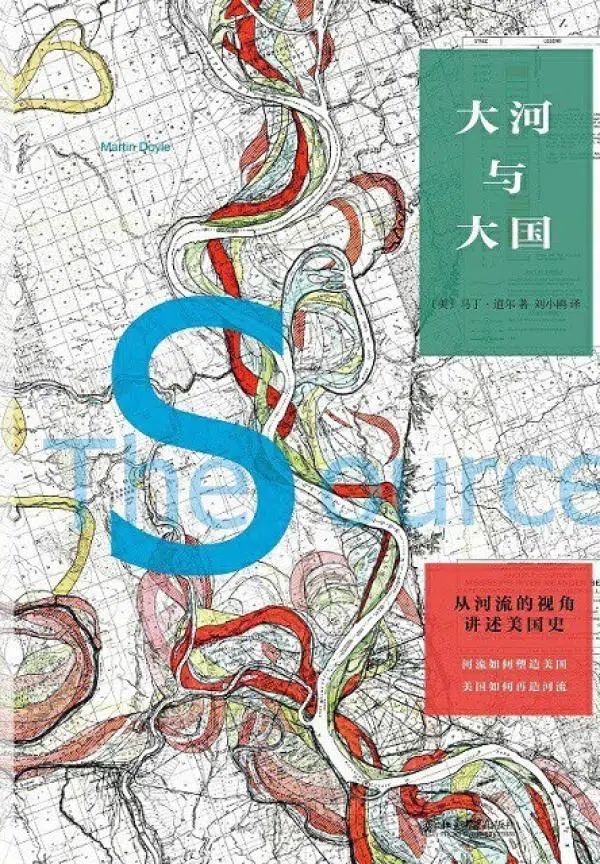 Martin Doyle
大河
与
大国
〔美〕马丁·道尔 著 刘小鸥 译
The Source
从河流的视角
讲述美国史
河流如何塑造美国
美国如何再造河流